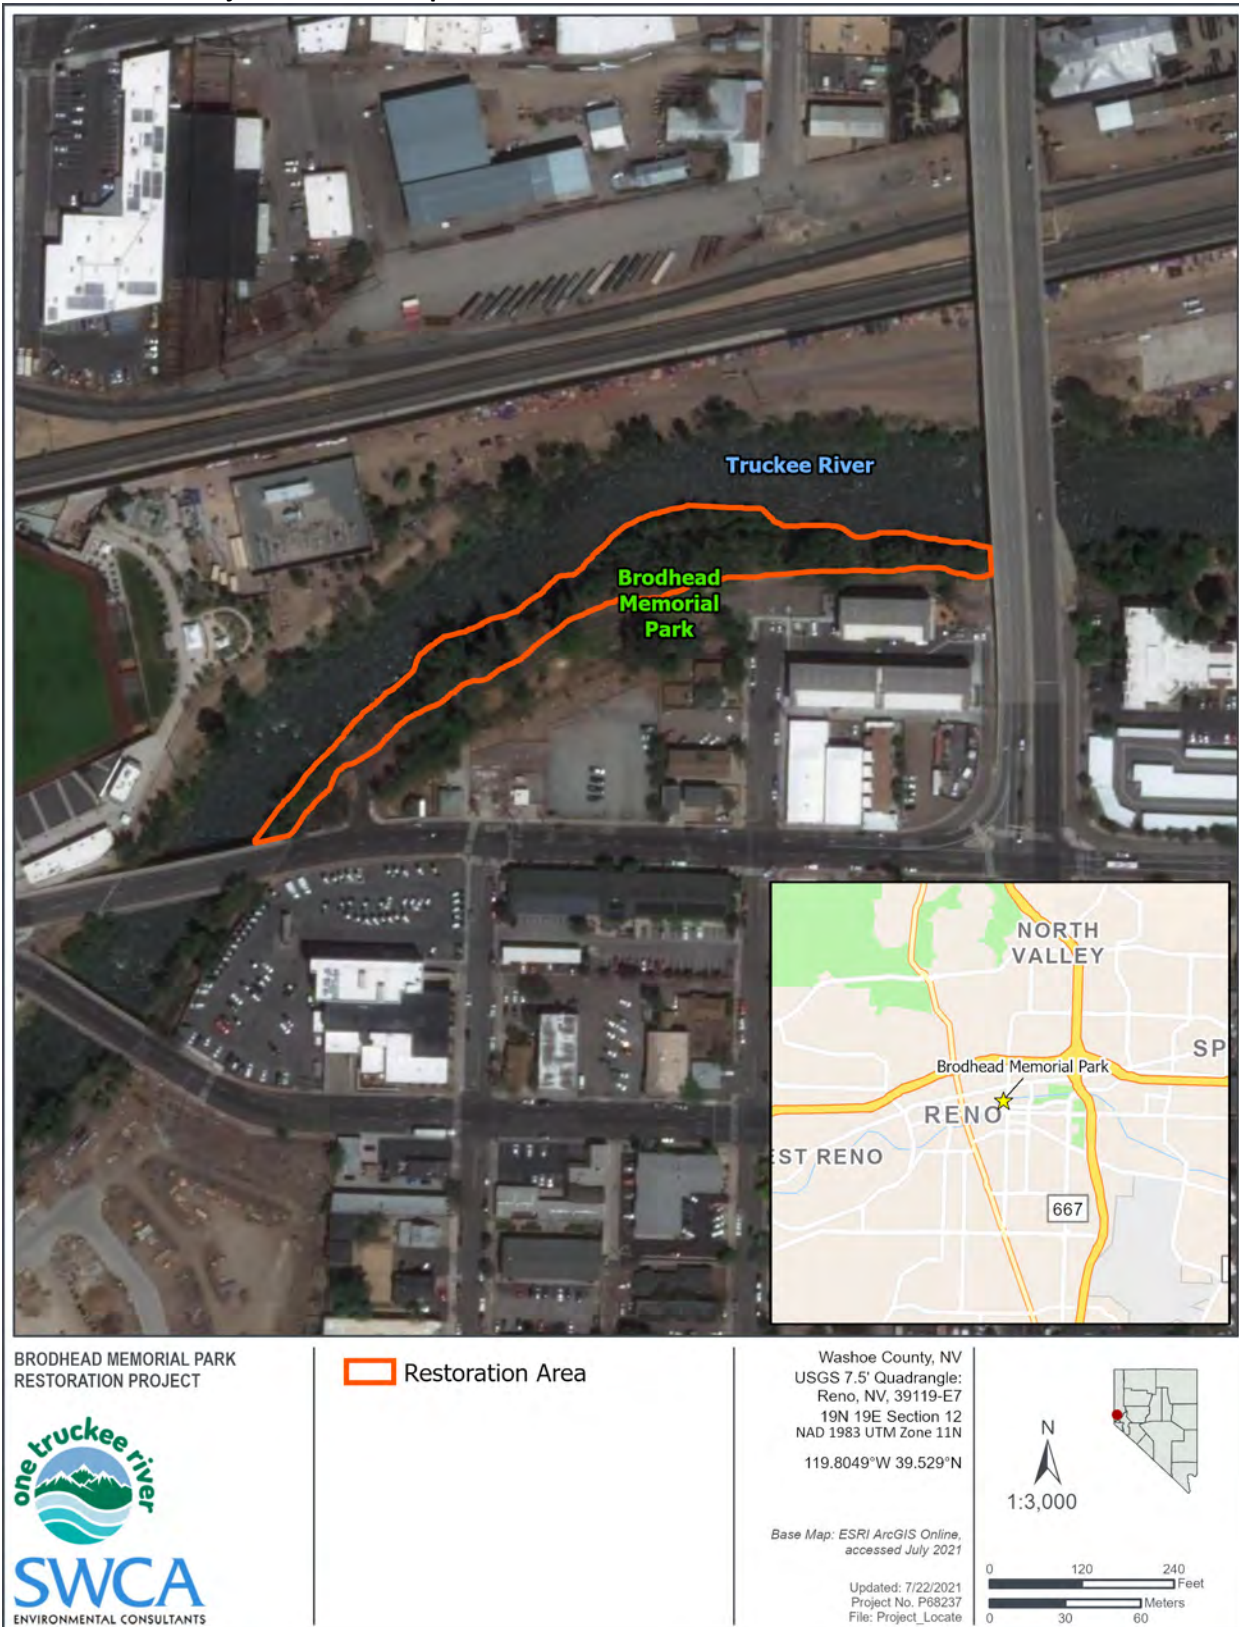 Truckee River
Brodhead
Memorial
Park
NORTH
VALLEY
SP
Brodhead Memorial Park
RENO
EST RENO
667
BRODHEAD MEMORIAL PARK
RESTORATION PROJECT
one truckee river
SWCA
ENVIRONMENTAL CONSULTANTS
Restoration Area
Washoe County, NV
USGS 7.5' Quadrangle:
Reno, NV, 39119-E7
19N 19E Section 12
NAD 1983 UTM Zone 11N
119.8049°W 39.529°N
Base Map: ESRI ArcGIS Online,
accessed July 2021
Updated: 7/22/2021
Project No. P68237
File: Project_Locate
N
1:3,000
0 120 240
Feet
Meters
0 30 60